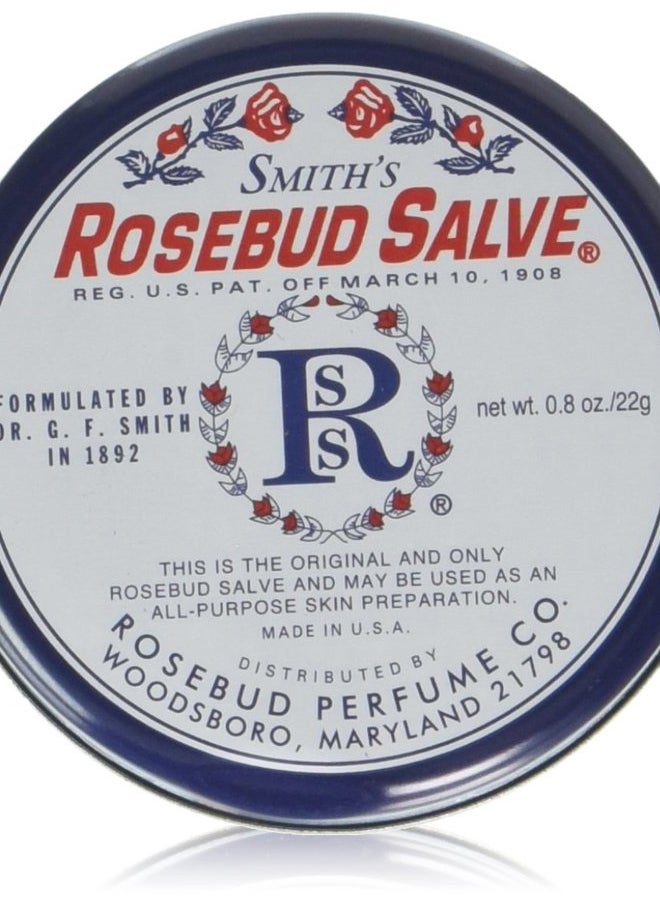 SMITH'S
ROSEBUD SALVE®
REG. U.S. PAT. OFF MARCH 10, 1908
FORMULATED BY
DR. G. F. SMITH
IN 1892
R
S
S
®
net wt. 0.8 oz./22g
THIS IS THE ORIGINAL AND ONLY
ROSEBUD SALVE AND MAY BE USED AS AN
ALL-PURPOSE SKIN PREPARATION.
MADE IN U.S.A.
DISTRIBUTED BY
ROSEBUD PERFUME CO.
WOODSBORO, MARYLAND 21798